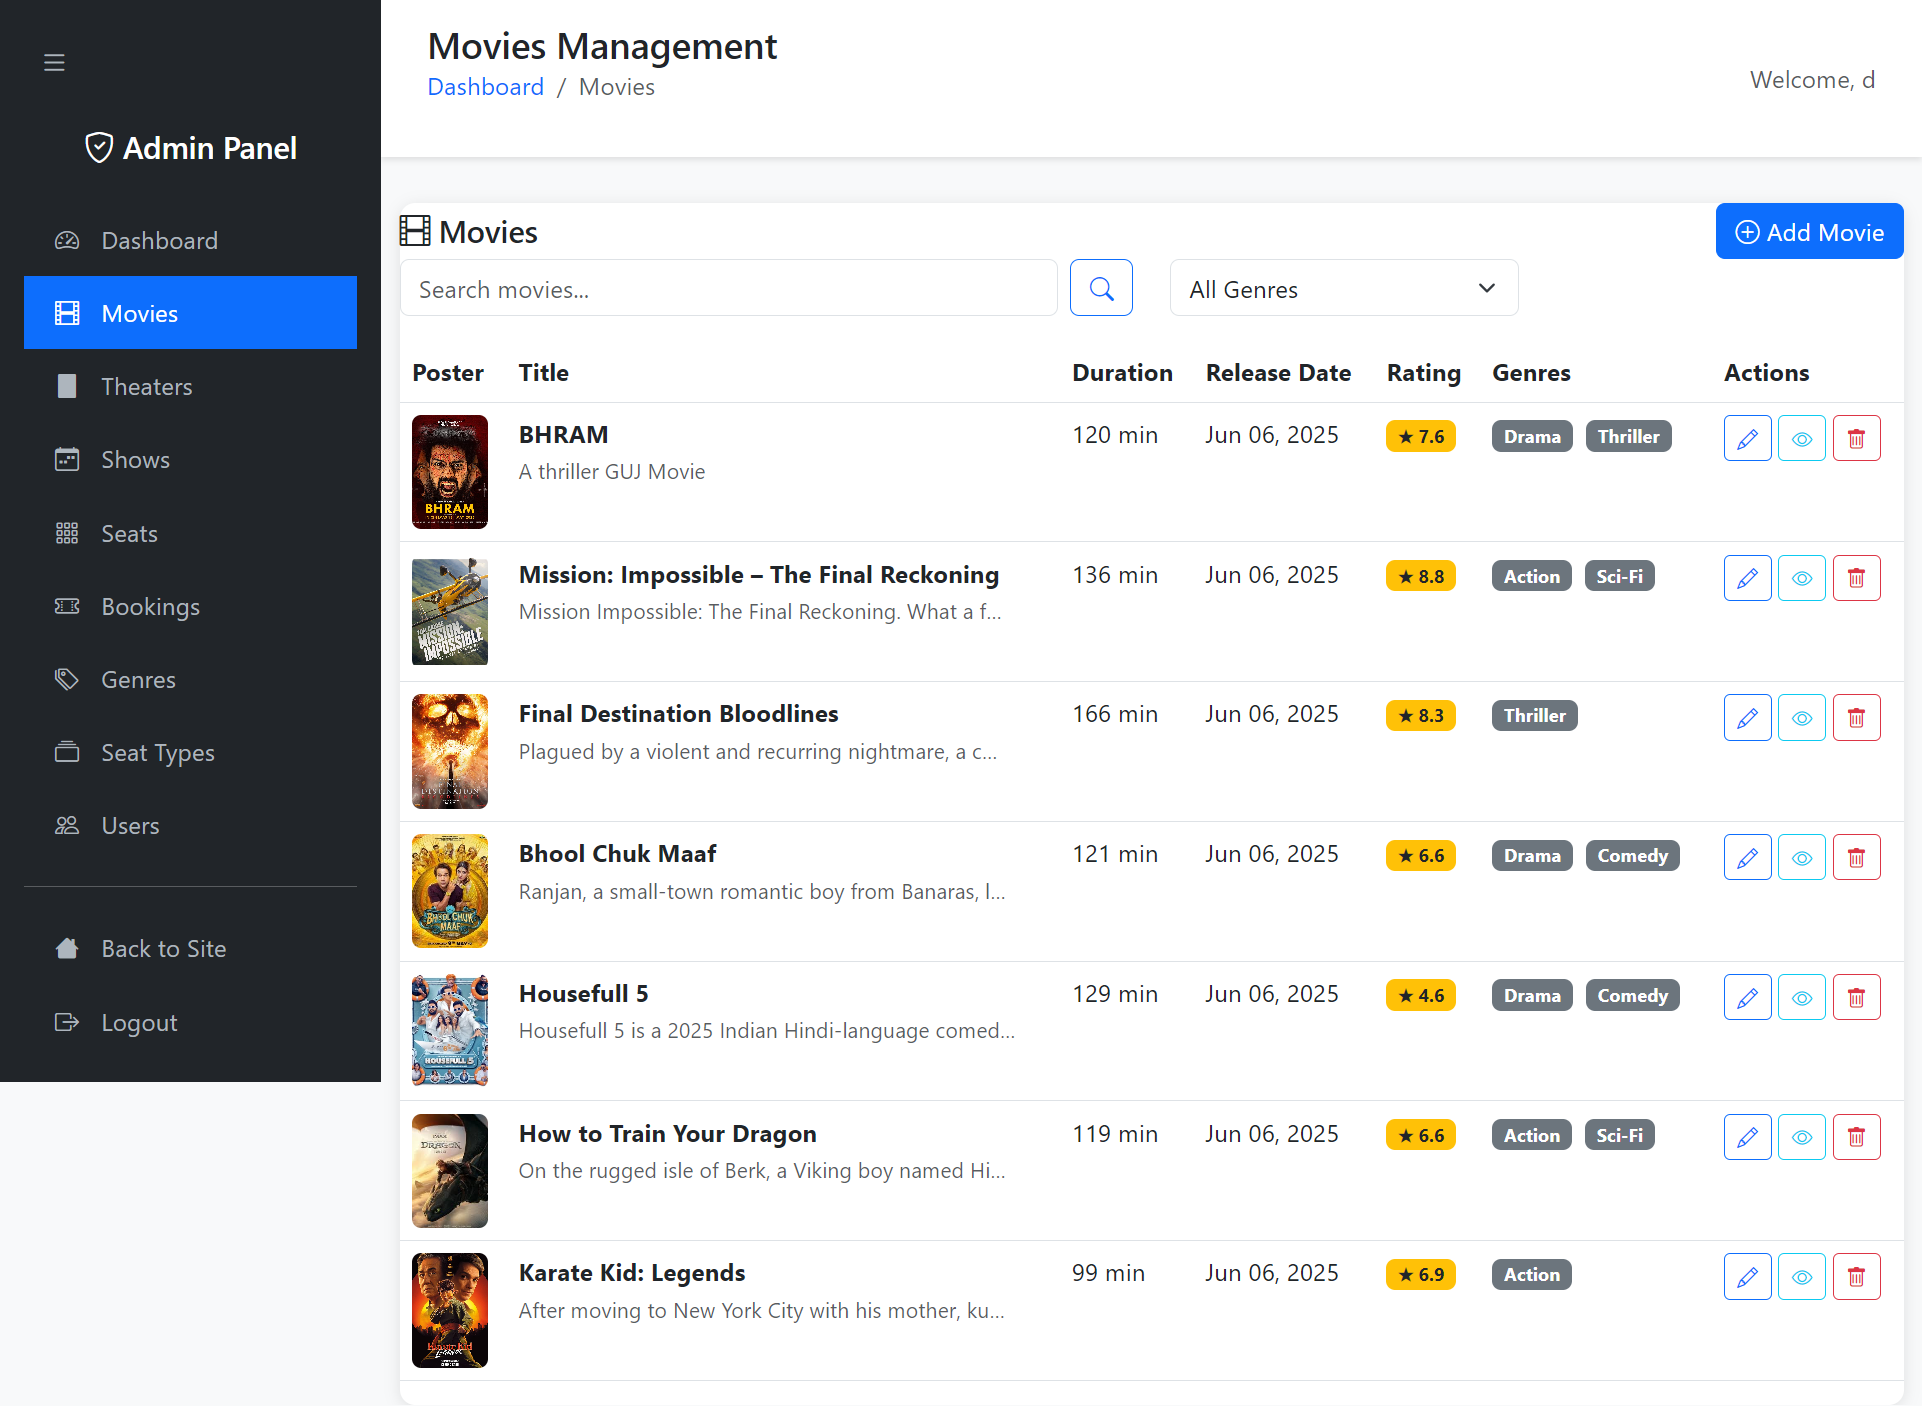 Movies Management
Dashboard / Movies
Welcome, d
Admin Panel
Dashboard
Movies
Theaters
Shows
Seats
Bookings
Genres
Seat Types
Users
Back to Site
Logout
Movies
Add Movie
Search movies...
All Genres
Poster Title Duration Release Date Rating Genres Actions
BHRAM 120 min Jun 06, 2025 ★ 7.6 Drama Thriller
A thriller GUJ Movie
BHRAM
Mission: Impossible – The Final Reckoning 136 min Jun 06, 2025 ★ 8.8 Action Sci-Fi
Mission Impossible: The Final Reckoning. What a f...
MISSION:
IMPOSSIBLE
Final Destination Bloodlines 166 min Jun 06, 2025 ★ 8.3 Thriller
Plagued by a violent and recurring nightmare, a c...
Bhool Chuk Maaf 121 min Jun 06, 2025 ★ 6.6 Drama Comedy
Ranjan, a small-town romantic boy from Banaras, l...
BHOOL CHUK
MAAF
Housefull 5 129 min Jun 06, 2025 ★ 4.6 Drama Comedy
Housefull 5 is a 2025 Indian Hindi-language comed...
HOUSEFULL 5
How to Train Your Dragon 119 min Jun 06, 2025 ★ 6.6 Action Sci-Fi
On the rugged isle of Berk, a Viking boy named Hi...
DRAGON
Karate Kid: Legends 99 min Jun 06, 2025 ★ 6.9 Action
After moving to New York City with his mother, ku...